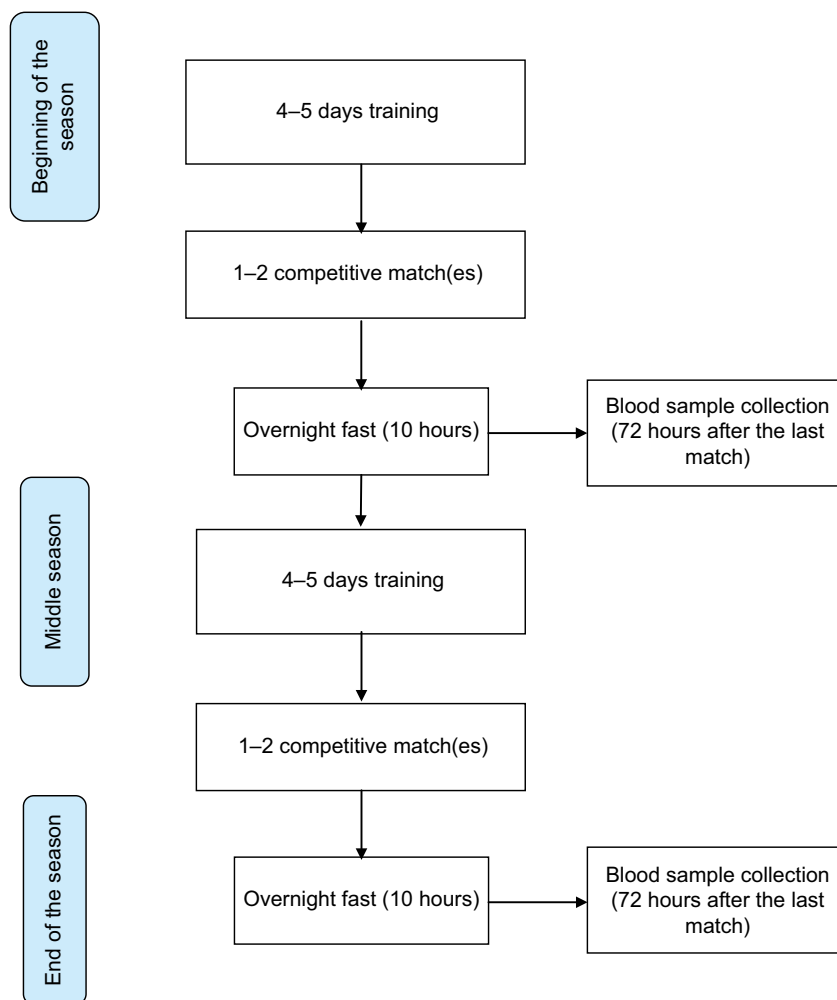 Beginning of the
season
4–5 days training
1–2 competitive match(es)
Overnight fast (10 hours)
Blood sample collection
(72 hours after the last
match)
Middle season
4–5 days training
1–2 competitive match(es)
End of the season
Overnight fast (10 hours)
Blood sample collection
(72 hours after the last
match)